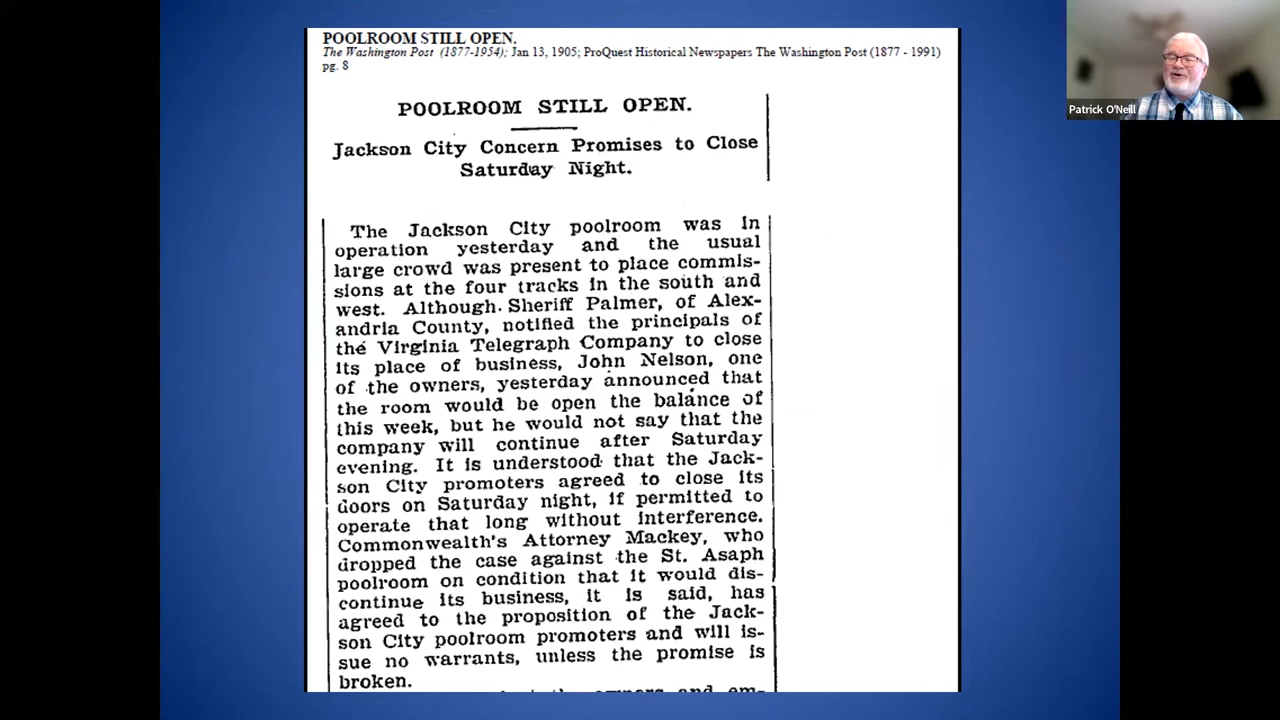 POOLROOM STILL OPEN.
The Washington Post (1877-1954); Jan 13, 1905; ProQuest Historical Newspapers The Washington Post (1877 - 1991)
pg. 8
POOLROOM STILL OPEN.
Jackson City Concern Promises to Close
Saturday Night.
The Jackson City poolroom was in
operation yesterday and the usual
large crowd was present to place commis-
sions at the four tracks in the south and
west. Although Sheriff Palmer, of Alex-
andria County, notified the principals of
the Virginia Telegraph Company to close
its place of business, John Nelson, one
of the owners, yesterday announced that
the room would be open the balance of
this week, but he would not say that the
company will continue after Saturday
evening. It is understood that the Jack-
son City promoters agreed to close its
doors on Saturday night, if permitted to
operate that long without interference.
Commonwealth's Attorney Mackey, who
dropped the case against the St. Asaph
poolroom on condition that it would dis-
continue its business, it is said, has
agreed to the proposition of the Jack-
son City poolroom promoters and will is-
sue no warrants, unless the promise is
broken.
Patrick O'Neill